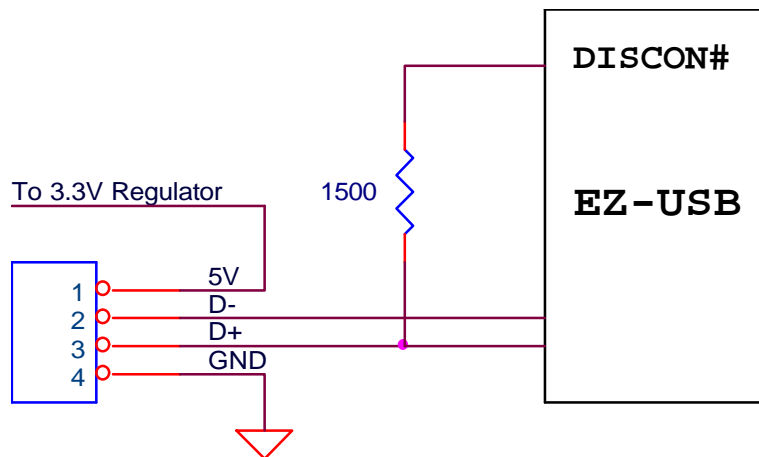 DISCON#
To 3.3V Regulator
1500
EZ-USB
1
5V
2
D-
3
D+
4
GND